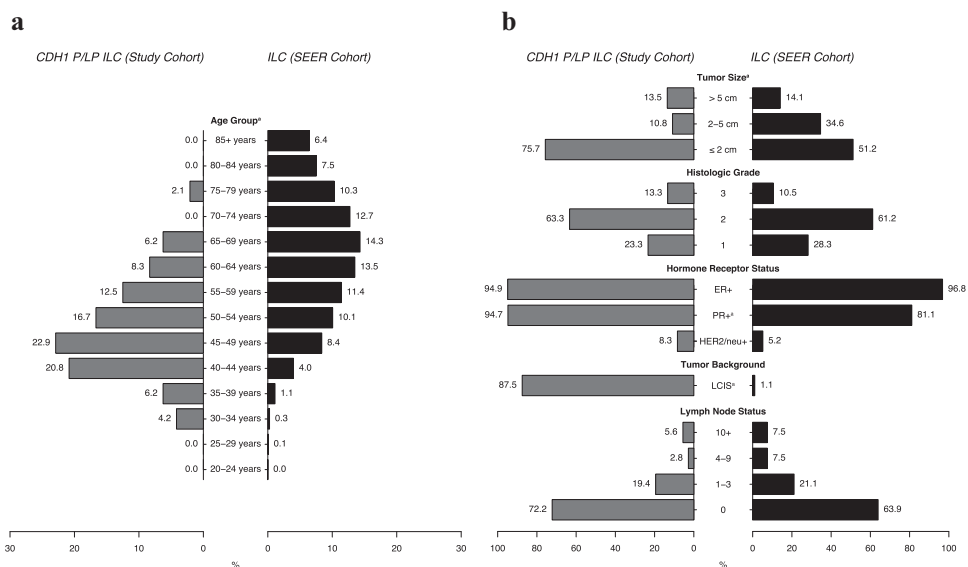 a
CDH1 P/LP ILC (Study Cohort) ILC (SEER Cohort)
Age Groupᵃ
0.0 85+ years 6.4
0.0 80–84 years 7.5
2.1 75–79 years 10.3
0.0 70–74 years 12.7
6.2 65–69 years 14.3
8.3 60–64 years 13.5
12.5 55–59 years 11.4
16.7 50–54 years 10.1
22.9 45–49 years 8.4
20.8 40–44 years 4.0
6.2 35–39 years 1.1
4.2 30–34 years 0.3
0.0 25–29 years 0.1
0.0 20–24 years 0.0
30 20 10 0 0 10 20 30
%
b
CDH1 P/LP ILC (Study Cohort) ILC (SEER Cohort)
Tumor Sizeᵃ
13.5 > 5 cm 14.1
10.8 2–5 cm 34.6
75.7 ≤ 2 cm 51.2
Histologic Grade
13.3 3 10.5
63.3 2 61.2
23.3 1 28.3
Hormone Receptor Status
94.9 ER+ 96.8
94.7 PR+ᵃ 81.1
8.3 HER2/neu+ 5.2
Tumor Background
87.5 LCISᵃ 1.1
Lymph Node Status
5.6 10+ 7.5
2.8 4–9 7.5
19.4 1–3 21.1
72.2 0 63.9
100 80 60 40 20 0 0 20 40 60 80 100
%